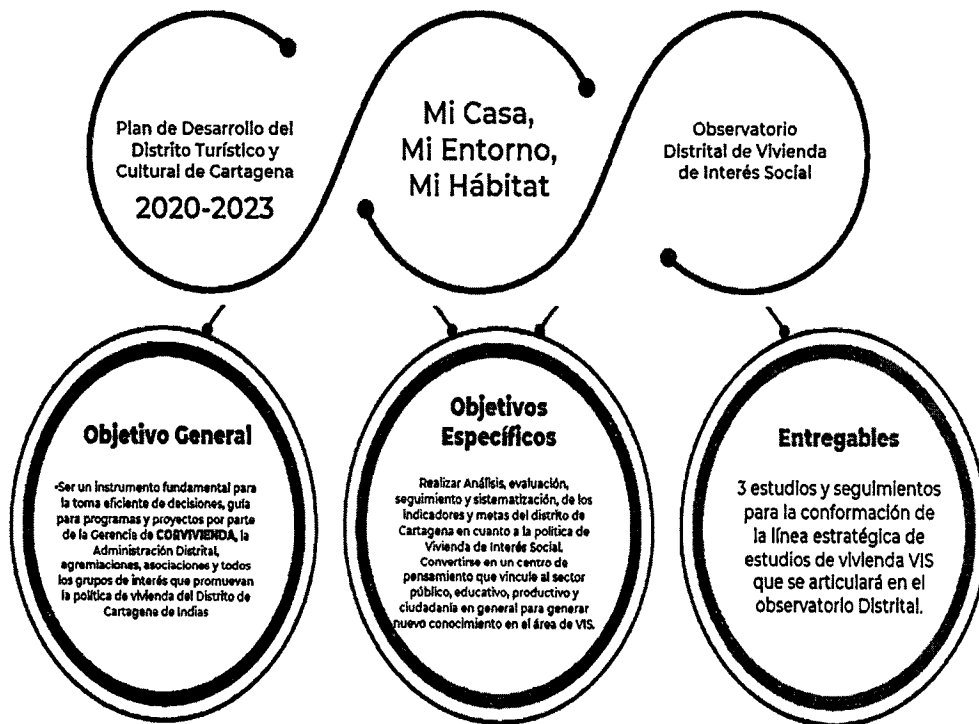 Plan de Desarrollo del
Distrito Turístico y
Cultural de Cartagena
2020-2023
Mi Casa,
Mi Entorno,
Mi Hábitat
Observatorio
Distrital de Vivienda
de Interés Social
Objetivo General
•Ser un instrumento fundamental para
la toma eficiente de decisiones, guía
para programas y proyectos por parte
de la Gerencia de CORVIVIENDA, la
Administración Distrital,
agremiaciones, asociaciones y todos
los grupos de interés que promuevan
la política de vivienda del Distrito de
Cartagena de Indias
Objetivos
Específicos
Realizar Análisis, evaluación,
seguimiento y sistematización, de los
indicadores y metas del distrito de
Cartagena en cuanto a la política de
Vivienda de Interés Social.
Convertirse en un centro de
pensamiento que vincule al sector
público, educativo, productivo y
ciudadanía en general para generar
nuevo conocimiento en el área de VIS.
Entregables
3 estudios y seguimientos
para la conformación de
la línea estratégica de
estudios de vivienda VIS
que se articulará en el
observatorio Distrital.